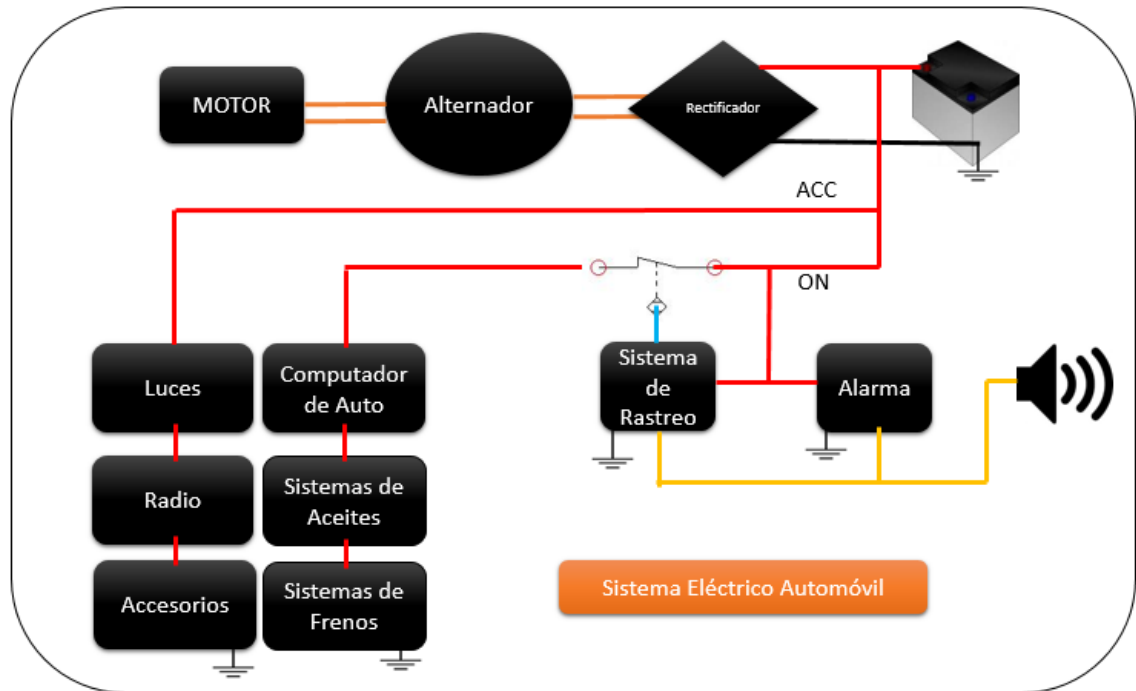 MOTOR
Alternador
Rectificador
ACC
ON
Luces
Computador
de Auto
Sistema
de
Rastreo
Alarma
Radio
Sistemas de
Aceites
Accesorios
Sistemas de
Frenos
Sistema Eléctrico Automóvil